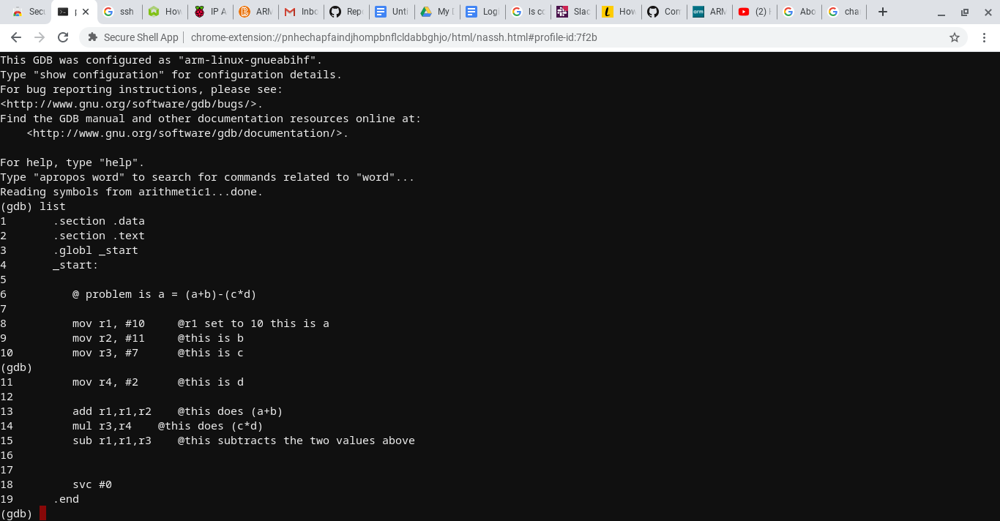 Secu
p
ssh
How
IP A
ARM
Inbo
Repo
Unti
My D
Logi
Is co
Slac
How
Com
ARM
(2)
Abo
cha
Secure Shell App
chrome-extension://pnhechapfaindjhompbnflcldabbghjo/html/nassh.html#profile-id:7f2b
This GDB was configured as "arm-linux-gnueabihf".
Type "show configuration" for configuration details.
For bug reporting instructions, please see:
<http://www.gnu.org/software/gdb/bugs/>.
Find the GDB manual and other documentation resources online at:
    <http://www.gnu.org/software/gdb/documentation/>.
For help, type "help".
Type "apropos word" to search for commands related to "word"...
Reading symbols from arithmetic1...done.
(gdb) list
1       .section .data
2       .section .text
3       .globl _start
4       _start:
5
6          @ problem is a = (a+b)-(c*d)
7
8          mov r1, #10     @r1 set to 10 this is a
9          mov r2, #11     @this is b
10         mov r3, #7      @this is c
(gdb)
11         mov r4, #2      @this is d
12
13         add r1,r1,r2    @this does (a+b)
14         mul r3,r4    @this does (c*d)
15         sub r1,r1,r3    @this subtracts the two values above
16
17
18         svc #0
19      .end
(gdb)